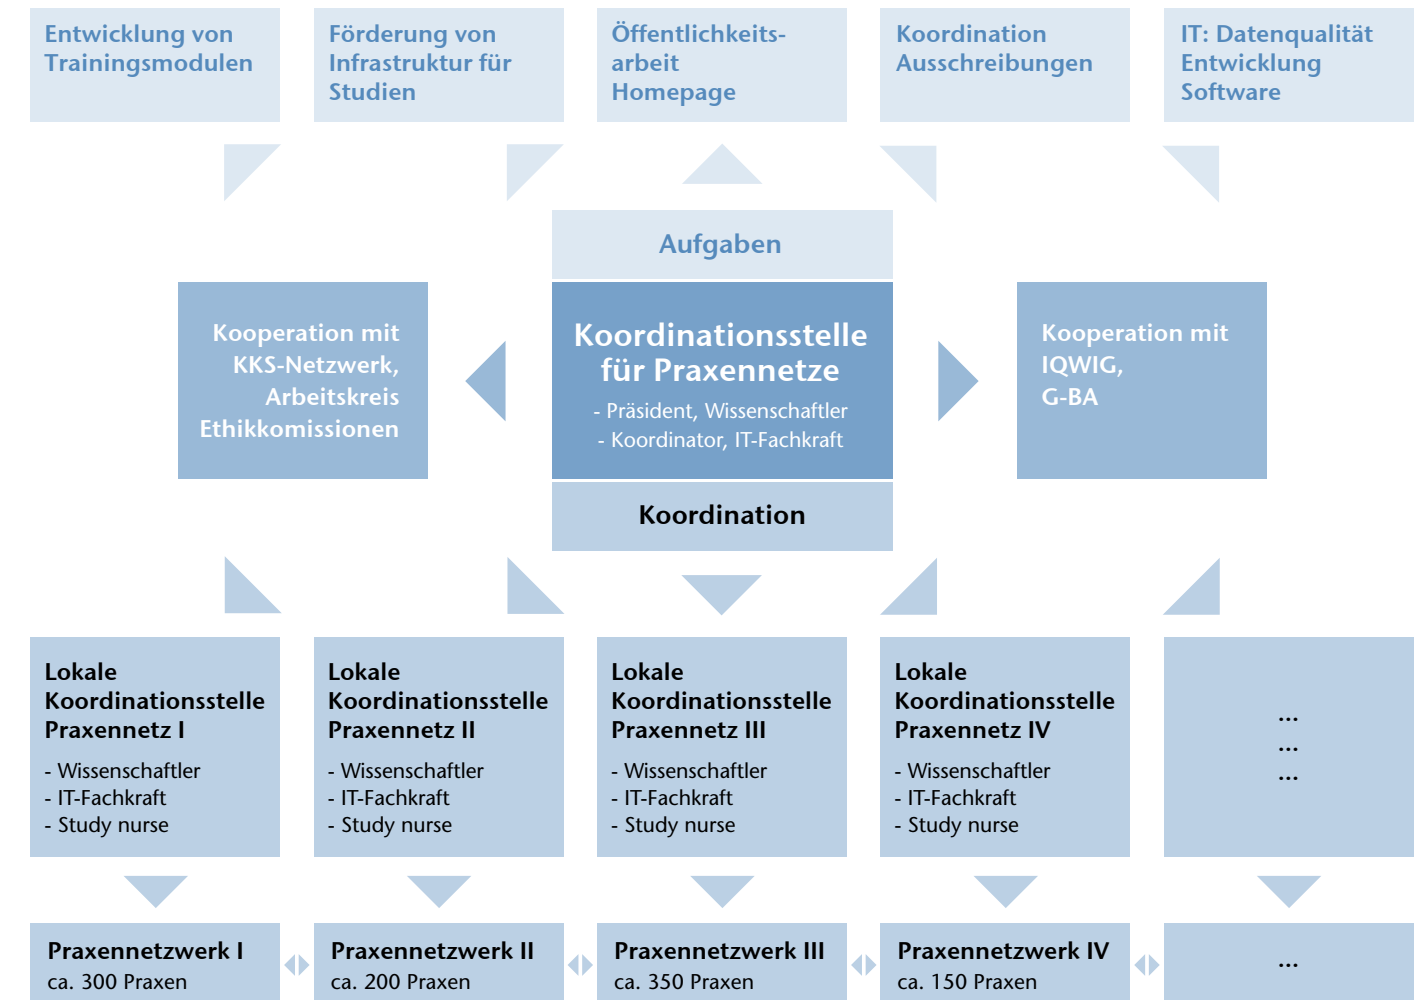 Entwicklung von
Trainingsmodulen
Förderung von
Infrastruktur für
Studien
Öffentlichkeits-
arbeit
Homepage
Koordination
Ausschreibungen
IT: Datenqualität
Entwicklung
Software
Aufgaben
Kooperation mit
KKS-Netzwerk,
Arbeitskreis
Ethikkomissionen
Koordinationsstelle
für Praxennetze
- Präsident, Wissenschaftler
- Koordinator, IT-Fachkraft
Kooperation mit
IQWIG,
G-BA
Koordination
Lokale
Koordinationsstelle
Praxennetz I
- Wissenschaftler
- IT-Fachkraft
- Study nurse
Lokale
Koordinationsstelle
Praxennetz II
- Wissenschaftler
- IT-Fachkraft
- Study nurse
Lokale
Koordinationsstelle
Praxennetz III
- Wissenschaftler
- IT-Fachkraft
- Study nurse
Lokale
Koordinationsstelle
Praxennetz IV
- Wissenschaftler
- IT-Fachkraft
- Study nurse
...
...
...
Praxennetzwerk I
ca. 300 Praxen
Praxennetzwerk II
ca. 200 Praxen
Praxennetzwerk III
ca. 350 Praxen
Praxennetzwerk IV
ca. 150 Praxen
...